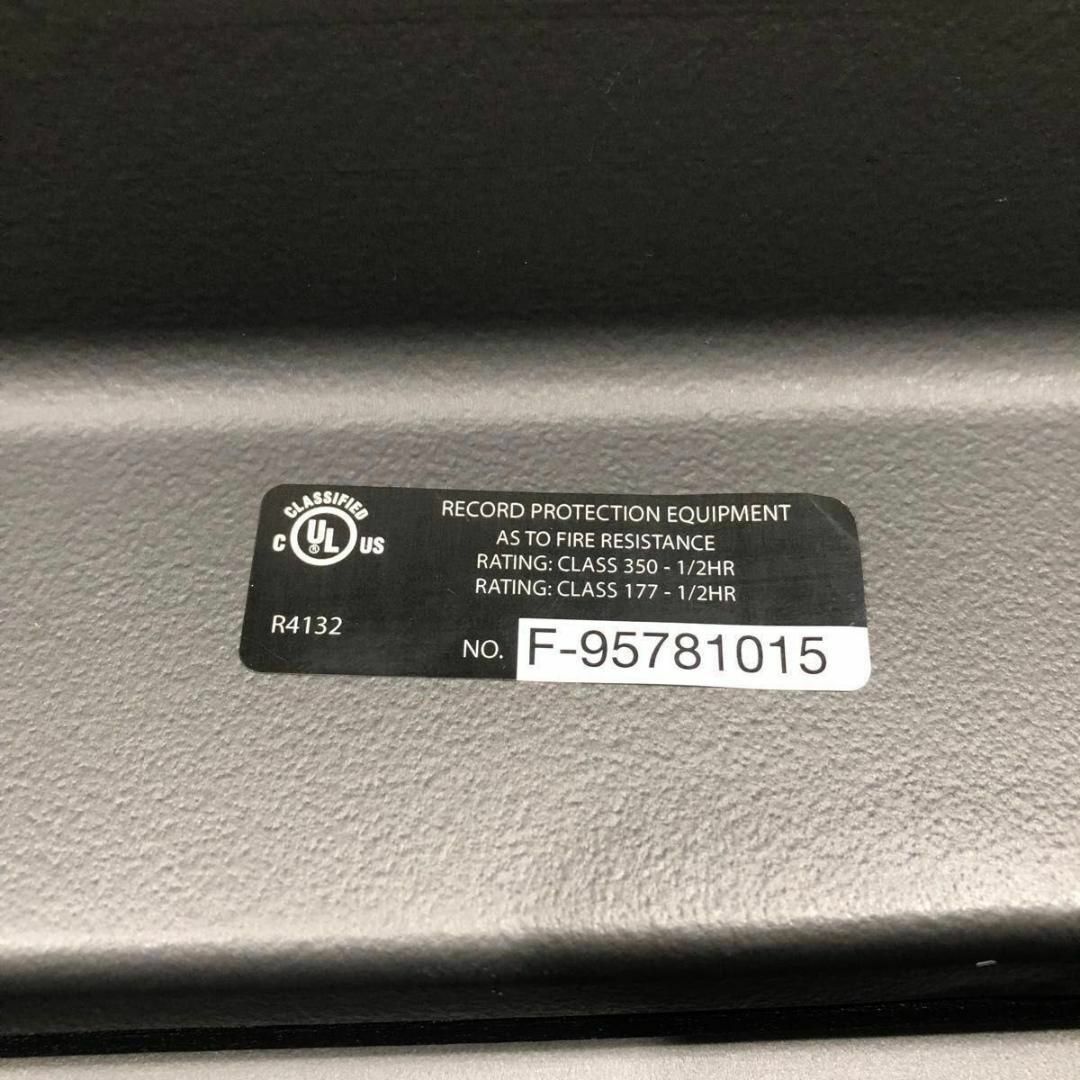 CLASSIFIED
C UL® US
RECORD PROTECTION EQUIPMENT
AS TO FIRE RESISTANCE
RATING: CLASS 350 - 1/2HR
RATING: CLASS 177 - 1/2HR
R4132
NO. F-95781015